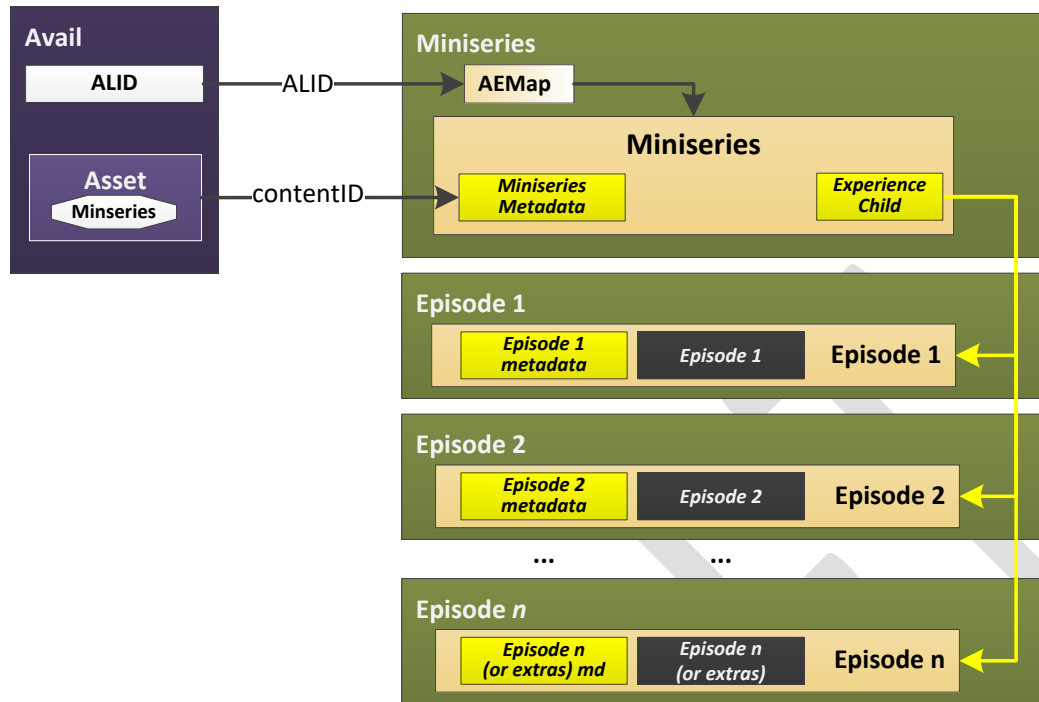 Avail
ALID
Asset
Minseries
ALID
contentID
Miniseries
AEMap
Miniseries
Miniseries
Metadata
Experience
Child
Episode 1
Episode 1
metadata
Episode 1
Episode 1
Episode 2
Episode 2
metadata
Episode 2
Episode 2
... ...
Episode n
Episode n
(or extras) md
Episode n
(or extras)
Episode n